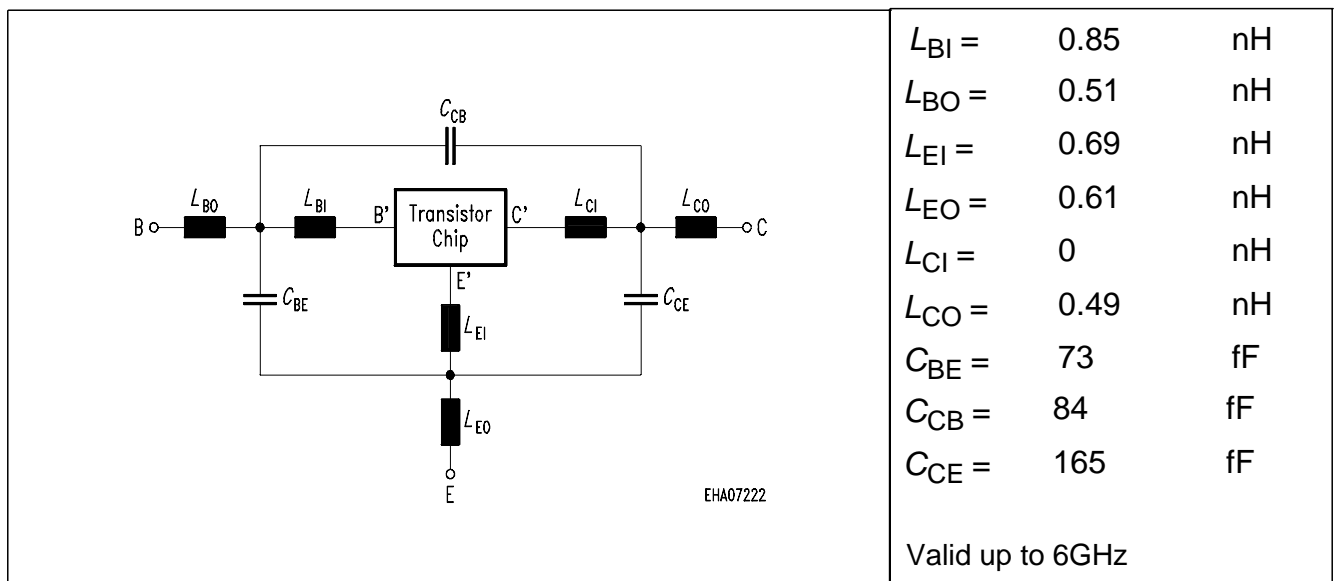 C_CB
L_BO
L_BI
B'
Transistor
Chip
C'
L_CI
L_CO
B
C
E'
C_BE
L_EI
C_CE
L_EO
E
EHA07222
L_BI = 0.85 nH
L_BO = 0.51 nH
L_EI = 0.69 nH
L_EO = 0.61 nH
L_CI = 0 nH
L_CO = 0.49 nH
C_BE = 73 fF
C_CB = 84 fF
C_CE = 165 fF
Valid up to 6GHz